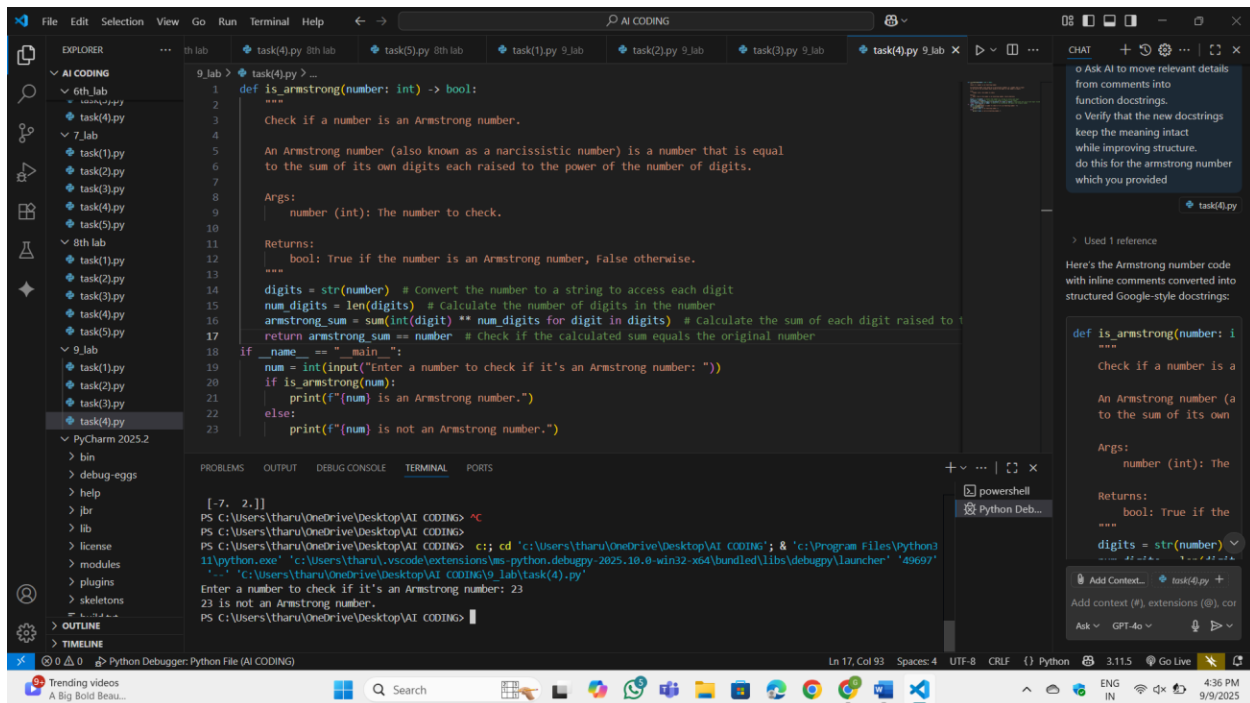 File Edit Selection View Go Run Terminal Help
AI CODING
EXPLORER
AI CODING
6th_lab
task(4).py
7_lab
task(1).py
task(2).py
task(3).py
task(4).py
task(5).py
8th lab
task(1).py
task(2).py
task(3).py
task(4).py
task(5).py
9_lab
task(1).py
task(2).py
task(3).py
task(4).py
PyCharm 2025.2
bin
debug-eggs
help
jbr
lib
license
modules
plugins
skeletons
OUTLINE
TIMELINE
th lab task(4).py 8th lab task(5).py 8th lab task(1).py 9_lab task(2).py 9_lab task(3).py 9_lab task(4).py 9_lab
9_lab > task(4).py > ...
1 def is_armstrong(number: int) -> bool:
2 """
3 Check if a number is an Armstrong number.
4
5 An Armstrong number (also known as a narcissistic number) is a number that is equal
6 to the sum of its own digits each raised to the power of the number of digits.
7
8 Args:
9 number (int): The number to check.
10
11 Returns:
12 bool: True if the number is an Armstrong number, False otherwise.
13 """
14 digits = str(number) # Convert the number to a string to access each digit
15 num_digits = len(digits) # Calculate the number of digits in the number
16 armstrong_sum = sum(int(digit) ** num_digits for digit in digits) # Calculate the sum of each digit raised to
17 return armstrong_sum == number # Check if the calculated sum equals the original number
18 if __name__ == "__main__":
19 num = int(input("Enter a number to check if it's an Armstrong number: "))
20 if is_armstrong(num):
21 print(f"{num} is an Armstrong number.")
22 else:
23 print(f"{num} is not an Armstrong number.")
PROBLEMS OUTPUT DEBUG CONSOLE TERMINAL PORTS
[-7. 2.]]
PS C:\Users\tharu\OneDrive\Desktop\AI CODING> ^C
PS C:\Users\tharu\OneDrive\Desktop\AI CODING>
PS C:\Users\tharu\OneDrive\Desktop\AI CODING> c:; cd 'c:\Users\tharu\OneDrive\Desktop\AI CODING'; & 'c:\Program Files\Python3
11\python.exe' 'c:\Users\tharu\.vscode\extensions\ms-python.debugpy-2025.10.0-win32-x64\bundled\libs\debugpy\launcher' '49697'
'--' 'C:\Users\tharu\OneDrive\Desktop\AI CODING\9_lab\task(4).py'
Enter a number to check if it's an Armstrong number: 23
23 is not an Armstrong number.
PS C:\Users\tharu\OneDrive\Desktop\AI CODING>
powershell
Python Deb...
CHAT
o Ask AI to move relevant details
from comments into
function docstrings.
o Verify that the new docstrings
keep the meaning intact
while improving structure.
do this for the armstrong number
which you provided
task(4).py
Used 1 reference
Here's the Armstrong number code
with inline comments converted into
structured Google-style docstrings:
def is_armstrong(number: i
"""
Check if a number is a
An Armstrong number (a
to the sum of its own
Args:
number (int): The
Returns:
bool: True if the
"""
digits = str(number)
Add Context... task(4).py +
Add context (#), extensions (@), cor
Ask GPT-4o
0 0 Python Debugger: Python File (AI CODING) Ln 17, Col 93 Spaces: 4 UTF-8 CRLF {} Python 3.11.5 Go Live
9+ Trending videos
A Big Bold Beau...
Search
5
ENG
IN
4:36 PM
9/9/2025